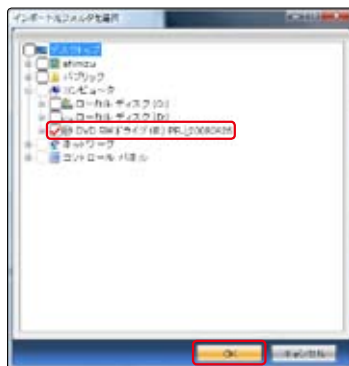 インポートフォルダを選択
デスクトップ
shimizu
パブリック
コンピュータ
ローカル ディスク (C:)
ローカル ディスク (D:)
DVD RWドライブ (E:) PRJ_20080426
ネットワーク
コントロール パネル
OK
キャンセル